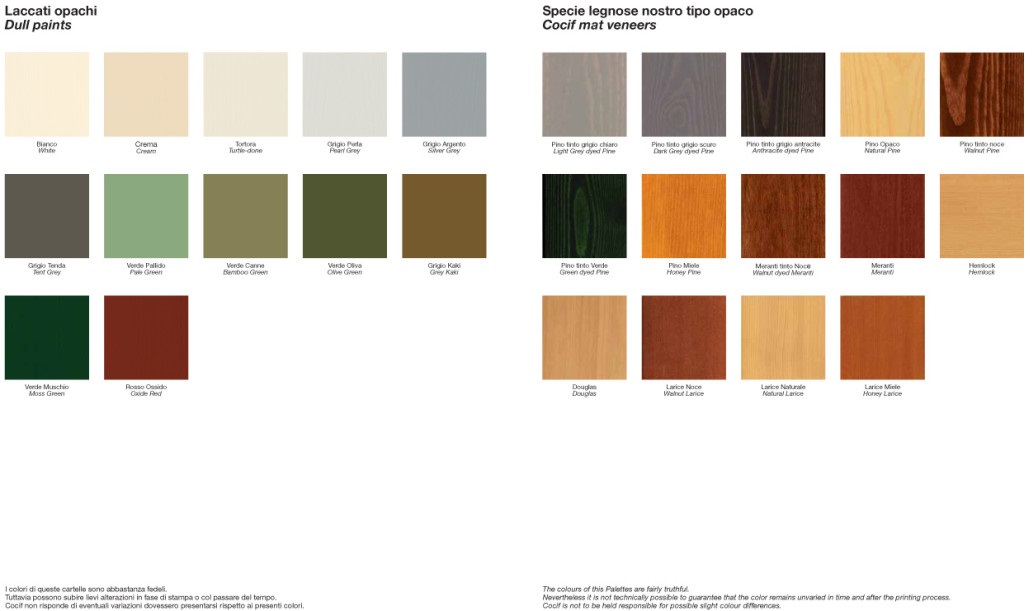 Laccati opachi
Dull paints
Bianco
White
Crema
Cream
Tortora
Turtle-done
Grigio Perla
Pearl Grey
Grigio Argento
Silver Grey
Grigio Tenda
Tent Grey
Verde Pallido
Pale Green
Verde Canne
Bamboo Green
Verde Oliva
Olive Green
Grigio Kaki
Grey Kaki
Verde Muschio
Moss Green
Rosso Ossido
Oxide Red
I colori di queste cartelle sono abbastanza fedeli.
Tuttavia possono subire lievi alterazioni in fase di stampa o col passare del tempo.
Cocif non risponde di eventuali variazioni dovessero presentarsi rispetto ai presenti colori.
Specie legnose nostro tipo opaco
Cocif mat veneers
Pino tinto grigio chiaro
Light Grey dyed Pine
Pino tinto grigio scuro
Dark Grey dyed Pine
Pino tinto grigio antracite
Anthracite dyed Pine
Pino Opaco
Natural Pine
Pino tinto noce
Walnut Pine
Pino tinto Verde
Green dyed Pine
Pino Miele
Honey Pine
Meranti tinto Noce
Walnut dyed Meranti
Meranti
Meranti
Hemlock
Hemlock
Douglas
Douglas
Larice Noce
Walnut Larice
Larice Naturale
Natural Larice
Larice Miele
Honey Larice
The colours of this Palettes are fairly truthful.
Nevertheless it is not technically possible to guarantee that the color remains unvaried in time and after the printing process.
Cocif is not to be held responsible for possible slight colour differences.